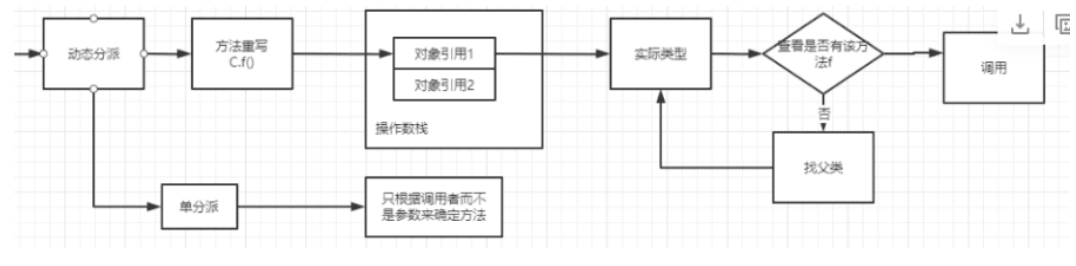 动态分派
方法重写
C.f()
对象引用1
对象引用2
操作数栈
实际类型
查看是否有该方
法f
调用
否
找父类
单分派
只根据调用者而不
是参数来确定方法